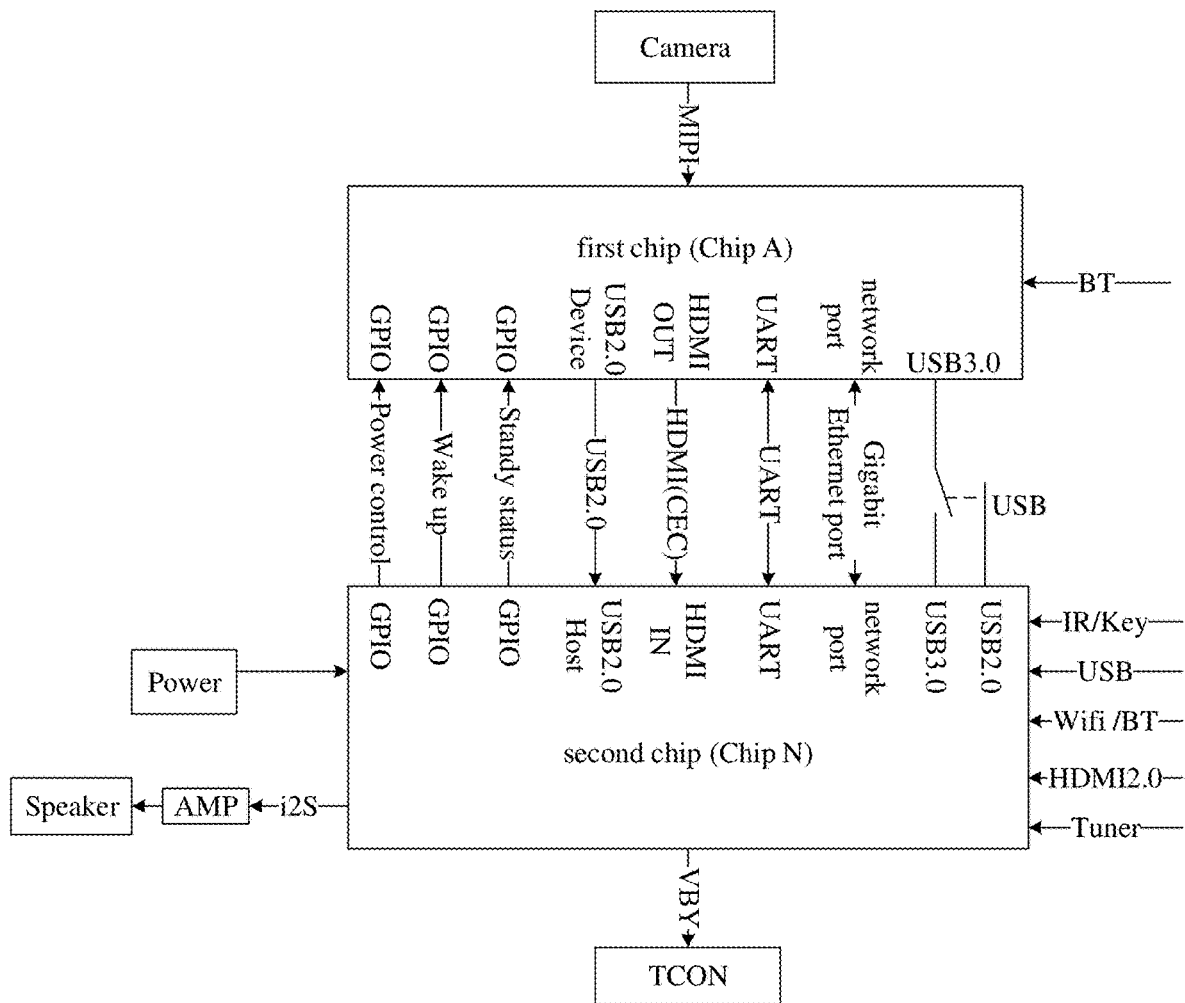 Camera
MIPI
first chip (Chip A)
BT
GPIO
GPIO
GPIO
USB2.0
Device
HDMI
OUT
UART
network
port
USB3.0
Power control
Wake up
Standy status
USB2.0
HDMI(CEC)
UART
Gigabit
Ethernet port
USB
GPIO
GPIO
GPIO
USB2.0
Host
HDMI
IN
UART
network
port
USB3.0
USB2.0
IR/Key
USB
Wifi /BT
HDMI2.0
Tuner
Power
second chip (Chip N)
Speaker
AMP
i2S
VBY
TCON